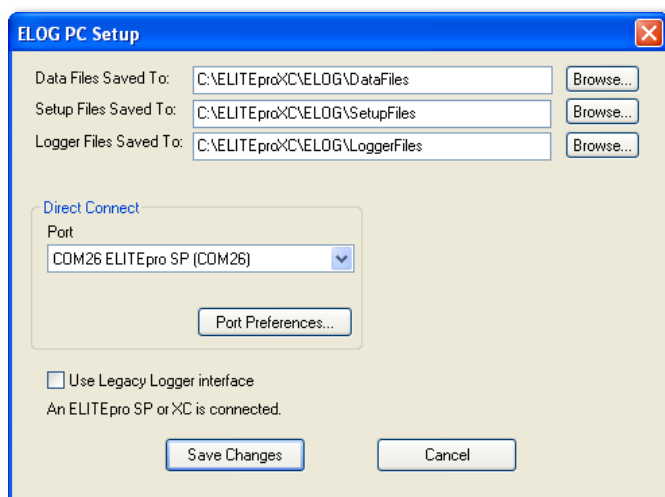 ELOG PC Setup
Data Files Saved To: C:\ELITEproXC\ELOG\DataFiles Browse...
Setup Files Saved To: C:\ELITEproXC\ELOG\SetupFiles Browse...
Logger Files Saved To: C:\ELITEproXC\ELOG\LoggerFiles Browse...
Direct Connect
Port
COM26 ELITEpro SP (COM26)
Port Preferences...
Use Legacy Logger interface
An ELITEpro SP or XC is connected.
Save Changes Cancel